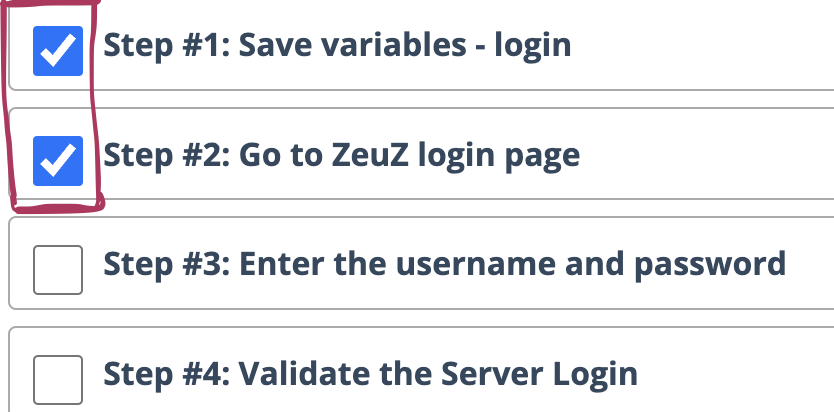 Step #1: Save variables - login
Step #2: Go to ZeuZ login page
Step #3: Enter the username and password
Step #4: Validate the Server Login